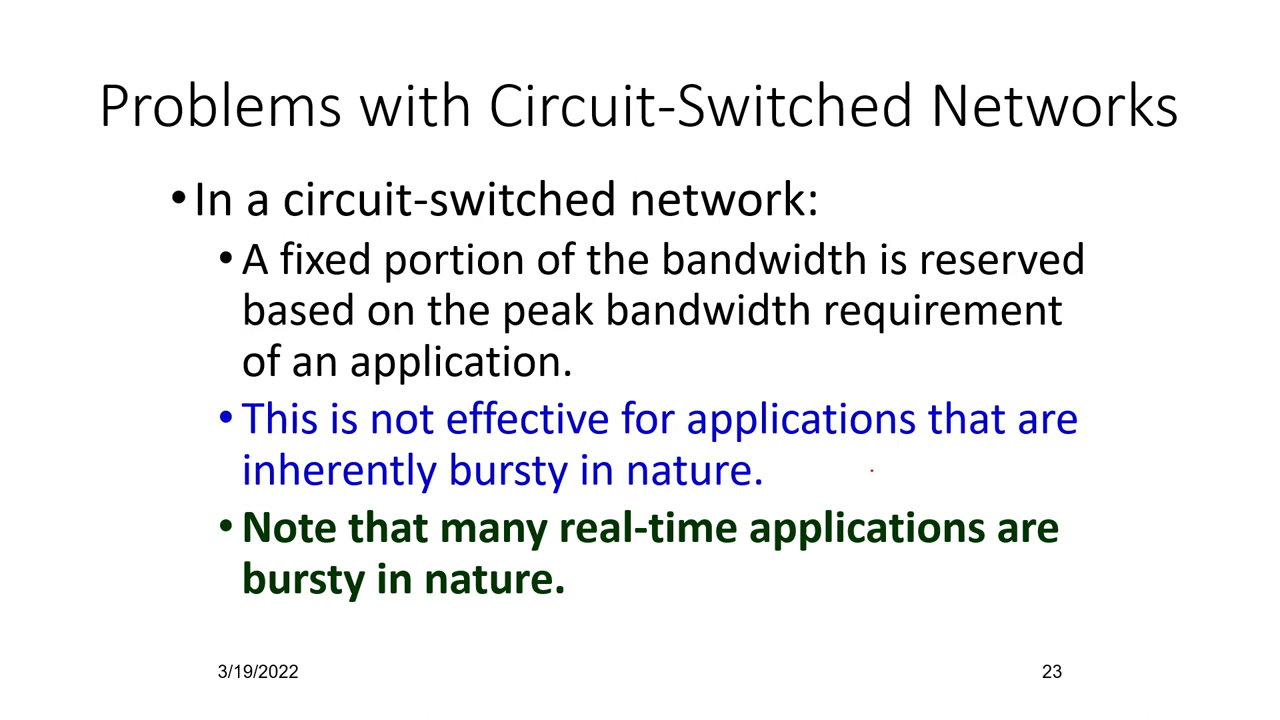 Problems with Circuit-Switched Networks
•In a circuit-switched network:
•A fixed portion of the bandwidth is reserved
based on the peak bandwidth requirement
of an application.
•This is not effective for applications that are
inherently bursty in nature.
•Note that many real-time applications are
bursty in nature.
3/19/2022
23